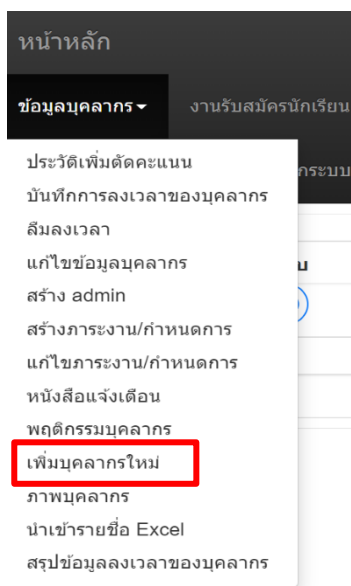 หน้าหลัก
ข้อมูลบุคลากร งานรับสมัครนักเรียน
กระบบ
ประวัติเพิ่มตัดคะแนน
บันทึกการลงเวลาของบุคลากร
ลืมลงเวลา
แก้ไขข้อมูลบุคลากร
สร้าง admin
สร้างภาระงาน/กำหนดการ
แก้ไขภาระงาน/กำหนดการ
หนังสือแจ้งเตือน
พฤติกรรมบุคลากร
เพิ่มบุคลากรใหม่
ภาพบุคลากร
นำเข้ารายชื่อ Excel
สรุปข้อมูลลงเวลาของบุคลากร